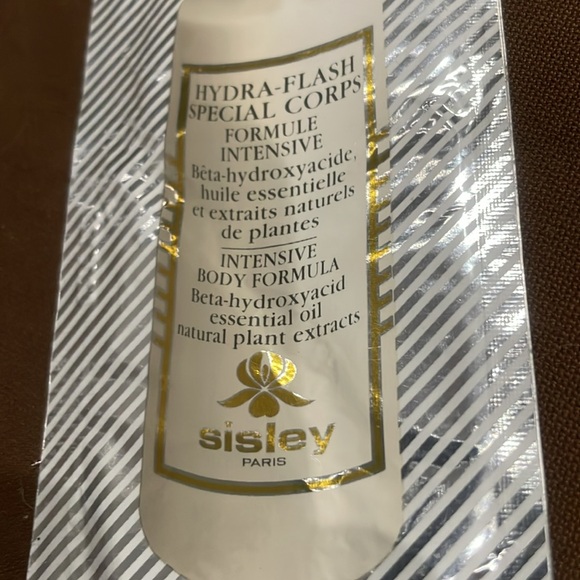 HYDRA-FLASH
SPECIAL CORPS
FORMULE
INTENSIVE
Bêta-hydroxyacide,
huile essentielle
et extraits naturels
de plantes
INTENSIVE
BODY FORMULA
Beta-hydroxyacid
essential oil
natural plant extracts
sisley
PARIS